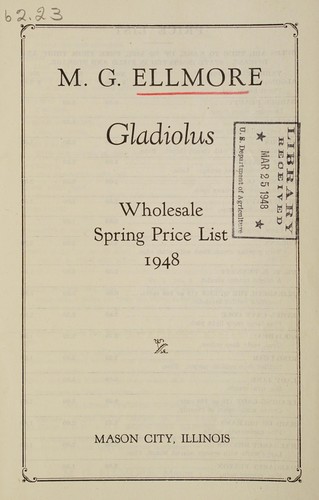 62.23
M. G. ELLMORE
Gladiolus
LIBRARY
RECEIVED
★ MAR 25 1948 ★
U. S. Department of Agriculture
Wholesale
Spring Price List
1948
MASON CITY, ILLINOIS